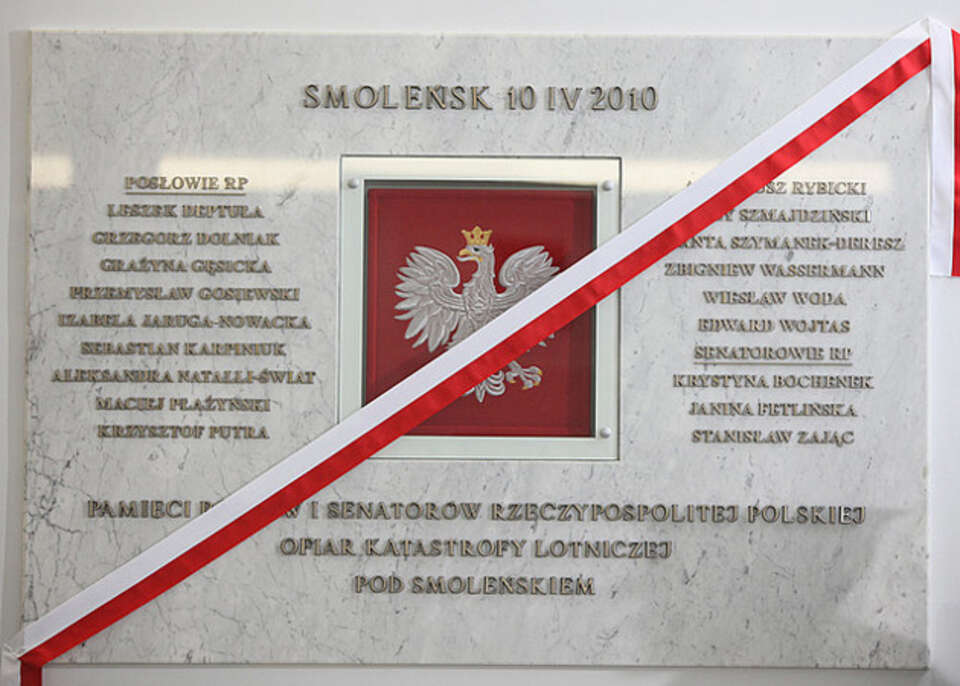 SMOLEŃSK 10 IV 2010
POSŁOWIE RP
LESZEK DEPTUŁA
GRZEGORZ DOLNIAK
GRAŻYNA GĘSICKA
PRZEMYSŁAW GOSIEWSKI
IZABELA JARUGA-NOWACKA
SEBASTIAN KARPINIUK
ALEKSANDRA NATALLI-ŚWIAT
MACIEJ PŁAŻYŃSKI
KRZYSZTOF PUTRA
RYBICKI
SZMAJDZIŃSKI
SZYMANEK-DERESZ
ZBIGNIEW WASSERMANN
WIESŁAW WODA
EDWARD WOJTAS
SENATOROWIE RP
KRYSTYNA BOCHENEK
JANINA FETLIŃSKA
STANISŁAW ZAJĄC
PAMIĘCI I SENATORÓW RZECZYPOSPOLITEJ POLSKIEJ
OFIAR KATASTROFY LOTNICZEJ
POD SMOLEŃSKIEM